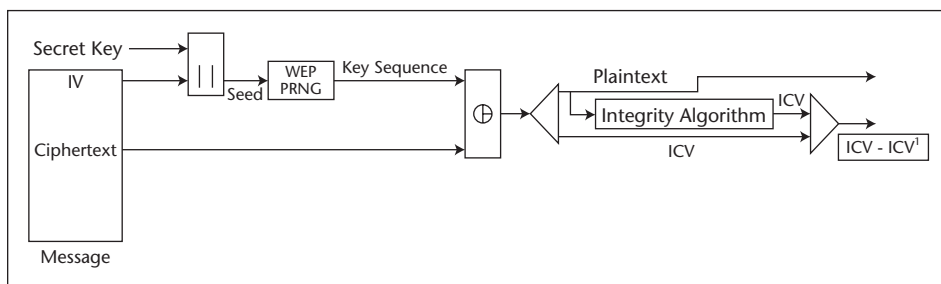 Secret Key
IV
| |
Seed
WEP
PRNG
Key Sequence
Ciphertext
Message
Plaintext
Integrity Algorithm
ICV
ICV
ICV - ICV¹